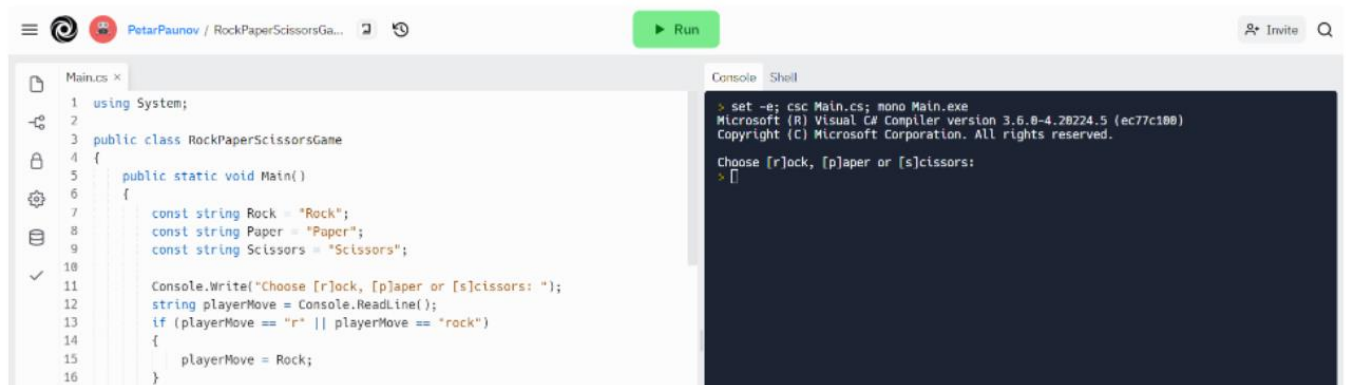 PetarPaunov / RockPaperScissorsGa...
Run
Invite
Main.cs ×
1 using System;
2
3 public class RockPaperScissorsGame
4 {
5 public static void Main()
6 {
7 const string Rock = "Rock";
8 const string Paper = "Paper";
9 const string Scissors = "Scissors";
10
11 Console.Write("Choose [r]ock, [p]aper or [s]cissors: ");
12 string playerMove = Console.ReadLine();
13 if (playerMove == "r" || playerMove == "rock")
14 {
15 playerMove = Rock;
16 }
Console Shell
> set -e; csc Main.cs; mono Main.exe
Microsoft (R) Visual C# Compiler version 3.6.0-4.20224.5 (ec77c100)
Copyright (C) Microsoft Corporation. All rights reserved.
Choose [r]ock, [p]aper or [s]cissors:
>